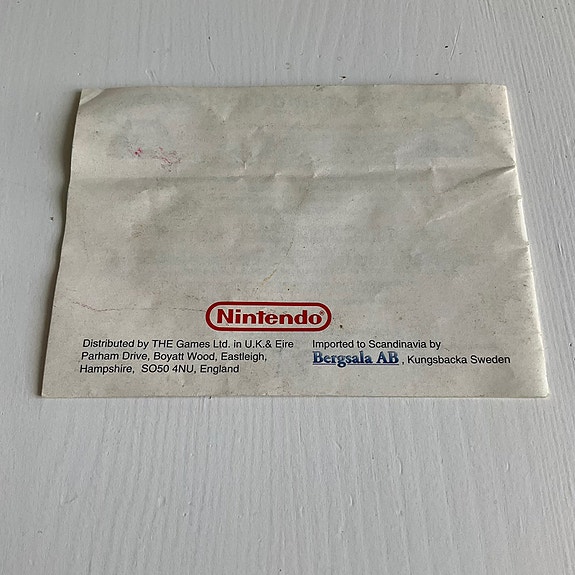 Nintendo®
Distributed by THE Games Ltd. in U.K.& Eire
Parham Drive, Boyatt Wood, Eastleigh,
Hampshire, SO50 4NU, England
Imported to Scandinavia by
Bergsala AB, Kungsbacka Sweden